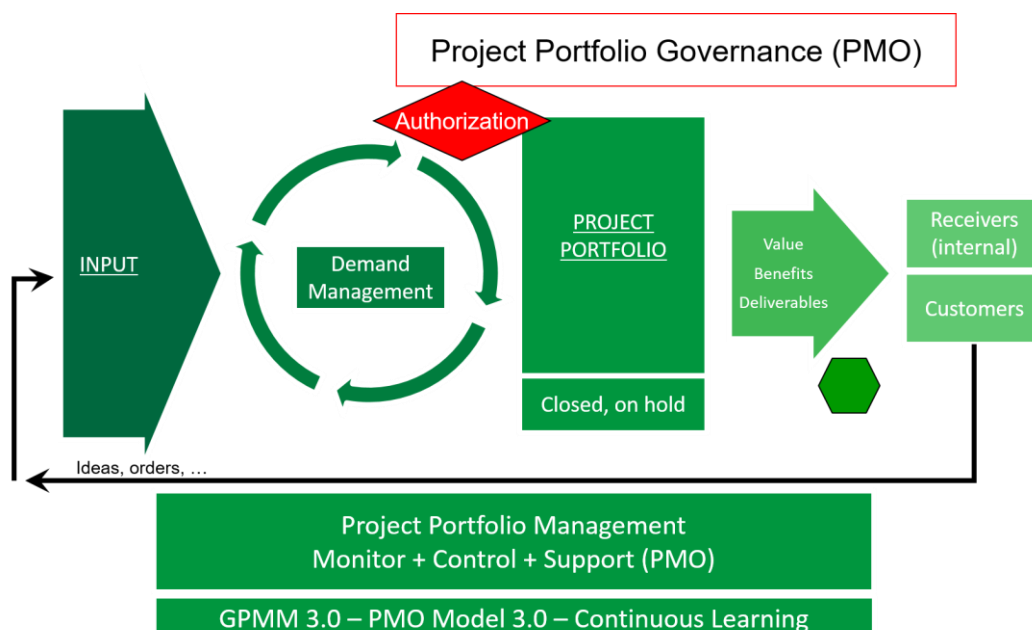 Project Portfolio Governance (PMO)
Authorization
INPUT
Demand
Management
PROJECT
PORTFOLIO
Value
Benefits
Deliverables
Receivers
(internal)
Customers
Closed, on hold
Ideas, orders, …
Project Portfolio Management
Monitor + Control + Support (PMO)
GPMM 3.0 – PMO Model 3.0 – Continuous Learning